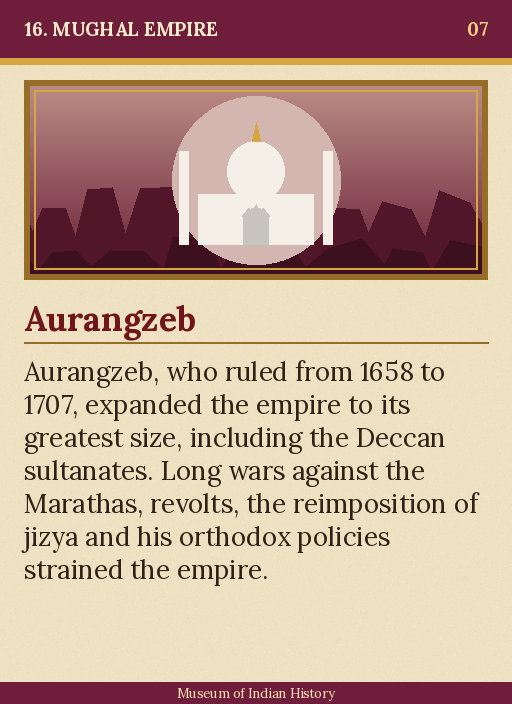 16. MUGHAL EMPIRE
07
Aurangzeb
Aurangzeb, who ruled from 1658 to
1707, expanded the empire to its
greatest size, including the Deccan
sultanates. Long wars against the
Marathas, revolts, the reimposition of
jizya and his orthodox policies
strained the empire.
Museum of Indian History